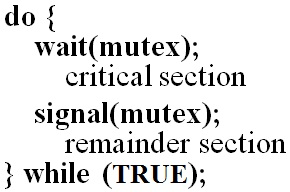 do {
wait(mutex);
critical section
signal(mutex);
remainder section
} while (TRUE);